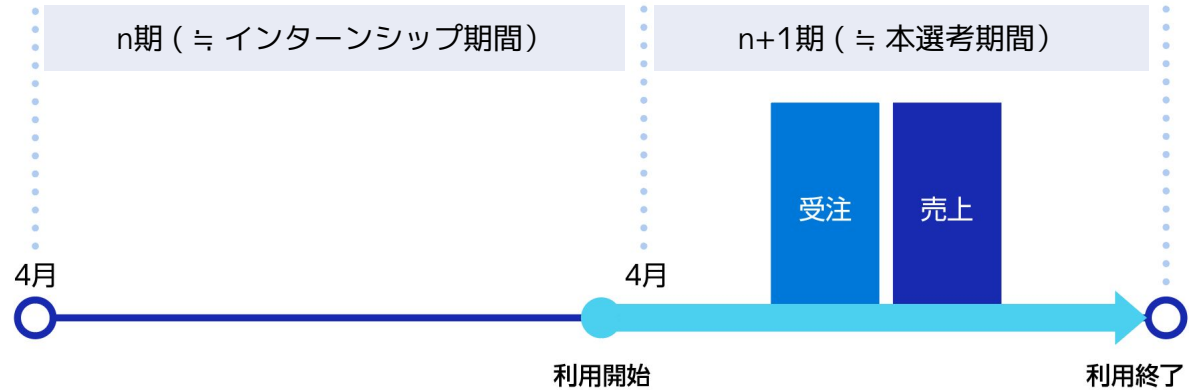 n期 ( ≒ インターンシップ期間）
n+1期 ( ≒ 本選考期間）
受注
売上
4月
4月
利用開始
利用終了